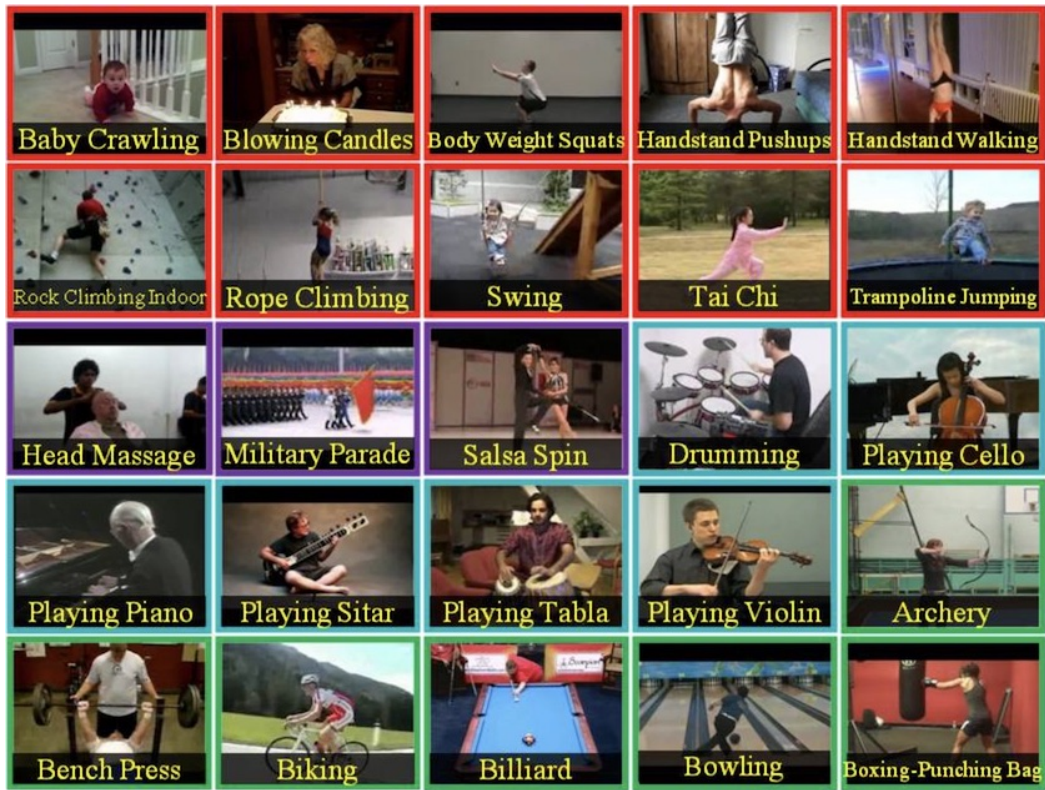 Baby Crawling
Blowing Candles
Body Weight Squats
Handstand Pushups
Handstand Walking
Rock Climbing Indoor
Rope Climbing
Swing
Tai Chi
Trampoline Jumping
Head Massage
Military Parade
Salsa Spin
Drumming
Playing Cello
Playing Piano
Playing Sitar
Playing Tabla
Playing Violin
Archery
Bench Press
Biking
Billiard
Bowling
Boxing-Punching Bag